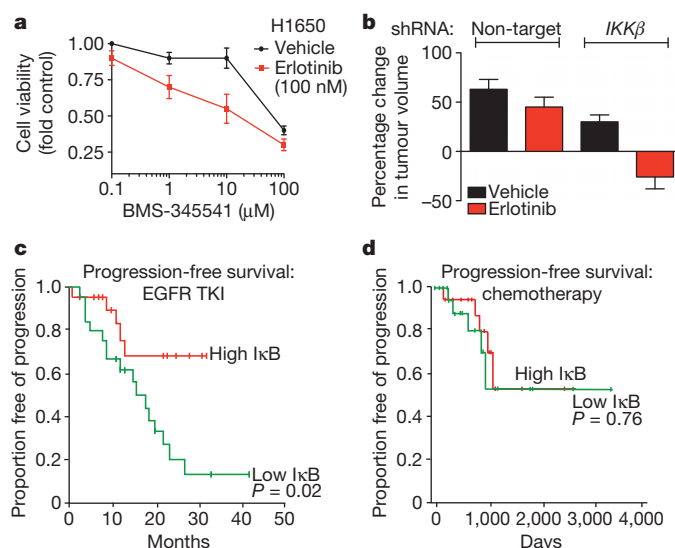 a
H1650
Vehicle
Erlotinib
(100 nM)
Cell viability
(fold control)
1.00
0.75
0.50
0.25
0.1 1 10 100
BMS-345541 (μM)
b
shRNA: Non-target IKKβ
Percentage change
in tumour volume
100
50
0
−50
Vehicle
Erlotinib
c
Progression-free survival:
EGFR TKI
Proportion free of progression
1.0
0.8
0.6
0.4
0.2
0 10 20 30 40 50
Months
High IκB
Low IκB
P = 0.02
d
Progression-free survival:
chemotherapy
Proportion free of progression
1.0
0.8
0.6
0.4
0.2
0 1,000 2,000 3,000 4,000
Days
High IκB
Low IκB
P = 0.76